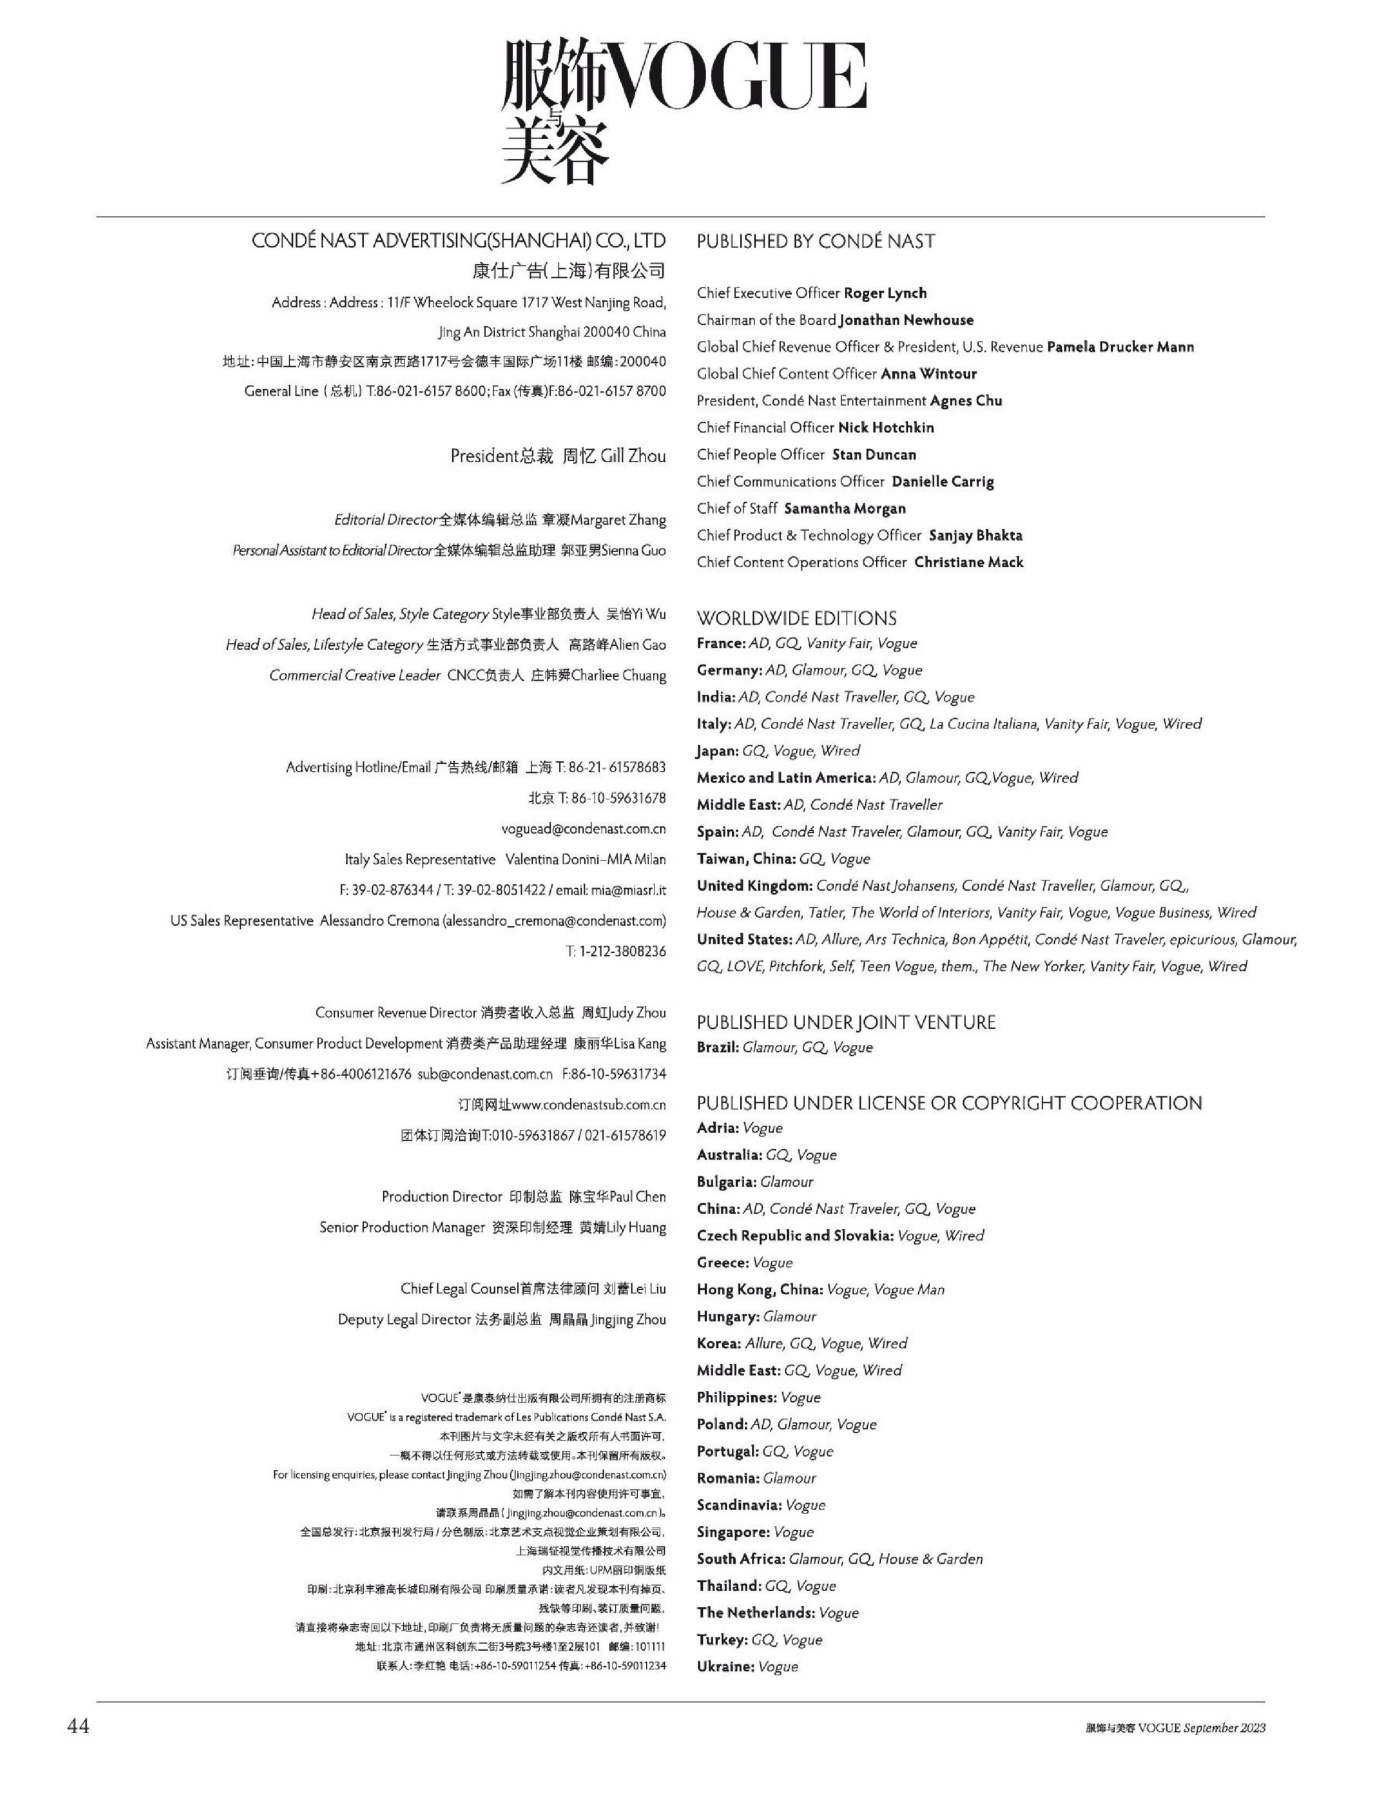 服饰VOGUE
与
美容
CONDÉ NAST ADVERTISING(SHANGHAI) CO., LTD
康仕广告(上海)有限公司
Address : Address : 11/F Wheelock Square 1717 West Nanjing Road,
Jing An District Shanghai 200040 China
地址:中国上海市静安区南京西路1717号会德丰国际广场11楼 邮编:200040
General Line (总机) T:86-021-6157 8600; Fax (传真)F:86-021-6157 8700
President总裁 周忆 Gill Zhou
Editorial Director全媒体编辑总监 章凝Margaret Zhang
Personal Assistant to Editorial Director全媒体编辑总监助理 郭亚男Sienna Guo
Head of Sales, Style Category Style事业部负责人 吴怡Yi Wu
Head of Sales, Lifestyle Category 生活方式事业部负责人 高路峰Alien Gao
Commercial Creative Leader CNCC负责人 庄帏舜Charliee Chuang
Advertising Hotline/Email 广告热线/邮箱 上海 T: 86-21- 61578683
北京 T: 86-10-59631678
voguead@condenast.com.cn
Italy Sales Representative Valentina Donini–MIA Milan
F: 39-02-876344 / T: 39-02-8051422 / email: mia@miasrl.it
US Sales Representative Alessandro Cremona (alessandro_cremona@condenast.com)
T: 1-212-3808236
Consumer Revenue Director 消费者收入总监 周虹Judy Zhou
Assistant Manager, Consumer Product Development 消费类产品助理经理 康丽华Lisa Kang
订阅垂询/传真+86-4006121676 sub@condenast.com.cn F:86-10-59631734
订阅网址www.condenastsub.com.cn
团体订阅洽询T:010-59631867 / 021-61578619
Production Director 印制总监 陈宝华Paul Chen
Senior Production Manager 资深印制经理 黄婧Lily Huang
Chief Legal Counsel首席法律顾问 刘蕾Lei Liu
Deputy Legal Director 法务副总监 周晶晶Jingjing Zhou
VOGUE®是康泰纳仕出版有限公司所拥有的注册商标
VOGUE® is a registered trademark of Les Publications Condé Nast S.A.
本刊图片与文字未经有关之版权所有人书面许可,
一概不得以任何形式或方法转载或使用。本刊保留所有版权。
For licensing enquiries, please contact Jingjing Zhou (Jingjing.zhou@condenast.com.cn)
如需了解本刊内容使用许可事宜,
请联系周晶晶 ( Jingjing.zhou@condenast.com.cn )。
全国总发行:北京报刊发行局 / 分色制版:北京艺术支点视觉企业策划有限公司,
上海瑞钲视觉传播技术有限公司
内文用纸:UPM丽印铜版纸
印刷:北京利丰雅高长城印刷有限公司 印刷质量承诺:读者凡发现本刊有掉页、
残缺等印刷、装订质量问题,
请直接将杂志寄回以下地址,印刷厂负责将无质量问题的杂志寄还读者,并致谢!
地址:北京市通州区科创东二街3号院3号楼1至2层101 邮编:101111
联系人:李红艳 电话:+86-10-59011254 传真:+86-10-59011234
PUBLISHED BY CONDÉ NAST
Chief Executive Officer Roger Lynch
Chairman of the Board Jonathan Newhouse
Global Chief Revenue Officer & President, U.S. Revenue Pamela Drucker Mann
Global Chief Content Officer Anna Wintour
President, Condé Nast Entertainment Agnes Chu
Chief Financial Officer Nick Hotchkin
Chief People Officer Stan Duncan
Chief Communications Officer Danielle Carrig
Chief of Staff Samantha Morgan
Chief Product & Technology Officer Sanjay Bhakta
Chief Content Operations Officer Christiane Mack
WORLDWIDE EDITIONS
France: AD, GQ, Vanity Fair, Vogue
Germany: AD, Glamour, GQ, Vogue
India: AD, Condé Nast Traveller, GQ, Vogue
Italy: AD, Condé Nast Traveller, GQ, La Cucina Italiana, Vanity Fair, Vogue, Wired
Japan: GQ, Vogue, Wired
Mexico and Latin America: AD, Glamour, GQ,Vogue, Wired
Middle East: AD, Condé Nast Traveller
Spain: AD, Condé Nast Traveler, Glamour, GQ, Vanity Fair, Vogue
Taiwan, China: GQ, Vogue
United Kingdom: Condé Nast Johansens, Condé Nast Traveller, Glamour, GQ,,
House & Garden, Tatler, The World of Interiors, Vanity Fair, Vogue, Vogue Business, Wired
United States: AD, Allure, Ars Technica, Bon Appétit, Condé Nast Traveler, epicurious, Glamour,
GQ, LOVE, Pitchfork, Self, Teen Vogue, them., The New Yorker, Vanity Fair, Vogue, Wired
PUBLISHED UNDER JOINT VENTURE
Brazil: Glamour, GQ, Vogue
PUBLISHED UNDER LICENSE OR COPYRIGHT COOPERATION
Adria: Vogue
Australia: GQ, Vogue
Bulgaria: Glamour
China: AD, Condé Nast Traveler, GQ, Vogue
Czech Republic and Slovakia: Vogue, Wired
Greece: Vogue
Hong Kong, China: Vogue, Vogue Man
Hungary: Glamour
Korea: Allure, GQ, Vogue, Wired
Middle East: GQ, Vogue, Wired
Philippines: Vogue
Poland: AD, Glamour, Vogue
Portugal: GQ, Vogue
Romania: Glamour
Scandinavia: Vogue
Singapore: Vogue
South Africa: Glamour, GQ, House & Garden
Thailand: GQ, Vogue
The Netherlands: Vogue
Turkey: GQ, Vogue
Ukraine: Vogue
44
服饰与美容 VOGUE September 2023